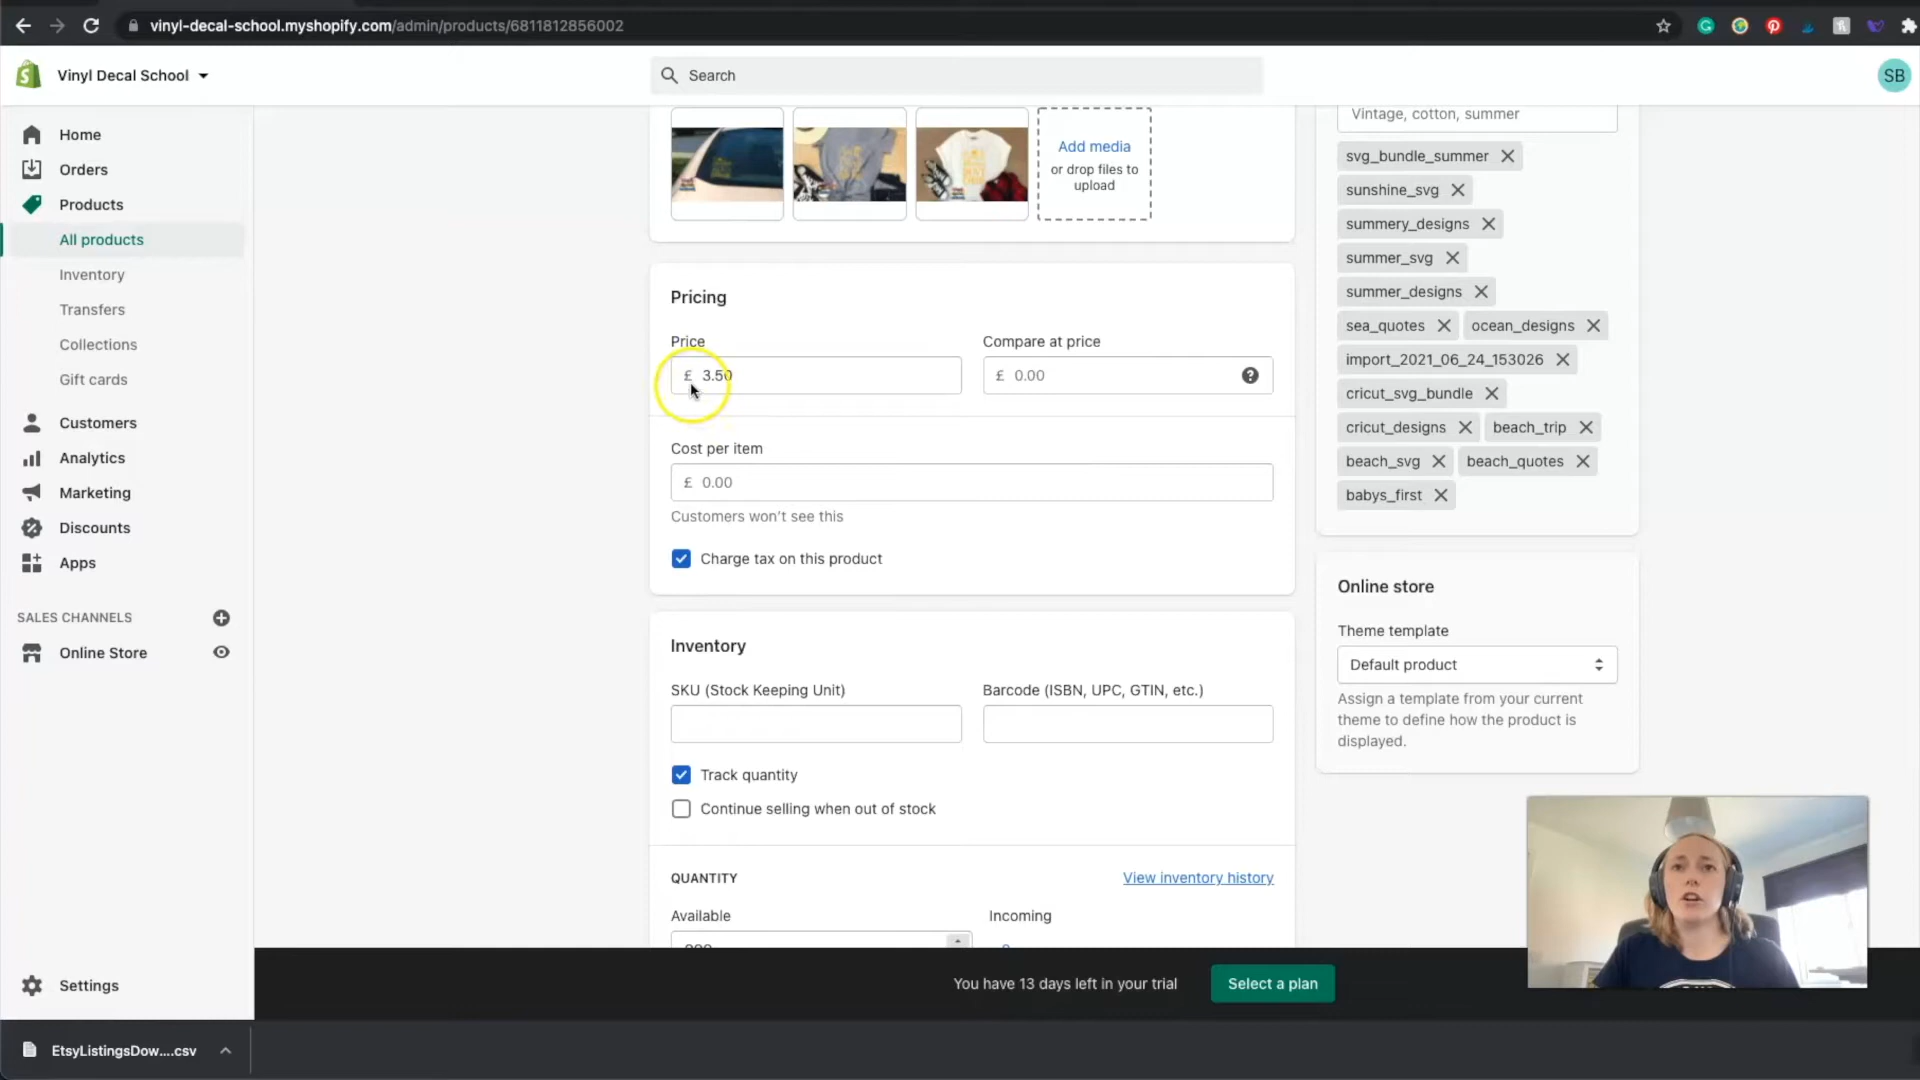 vinyl-decal-school.myshopify.com/admin/products/6811812856002
Vinyl Decal School
Search
SB
Home
Orders
Products
All products
Inventory
Transfers
Collections
Gift cards
Customers
Analytics
Marketing
Discounts
Apps
SALES CHANNELS
Online Store
Settings
Add media
or drop files to
upload
Pricing
Price
Compare at price
£ 3.50
£ 0.00
Cost per item
£ 0.00
Customers won't see this
Charge tax on this product
Inventory
SKU (Stock Keeping Unit)
Barcode (ISBN, UPC, GTIN, etc.)
Track quantity
Continue selling when out of stock
QUANTITY
View inventory history
Available
Incoming
Vintage, cotton, summer
svg_bundle_summer
sunshine_svg
summery_designs
summer_svg
summer_designs
sea_quotes
ocean_designs
import_2021_06_24_153026
cricut_svg_bundle
cricut_designs
beach_trip
beach_svg
beach_quotes
babys_first
Online store
Theme template
Default product
Assign a template from your current
theme to define how the product is
displayed.
You have 13 days left in your trial
Select a plan
EtsyListingsDow....csv